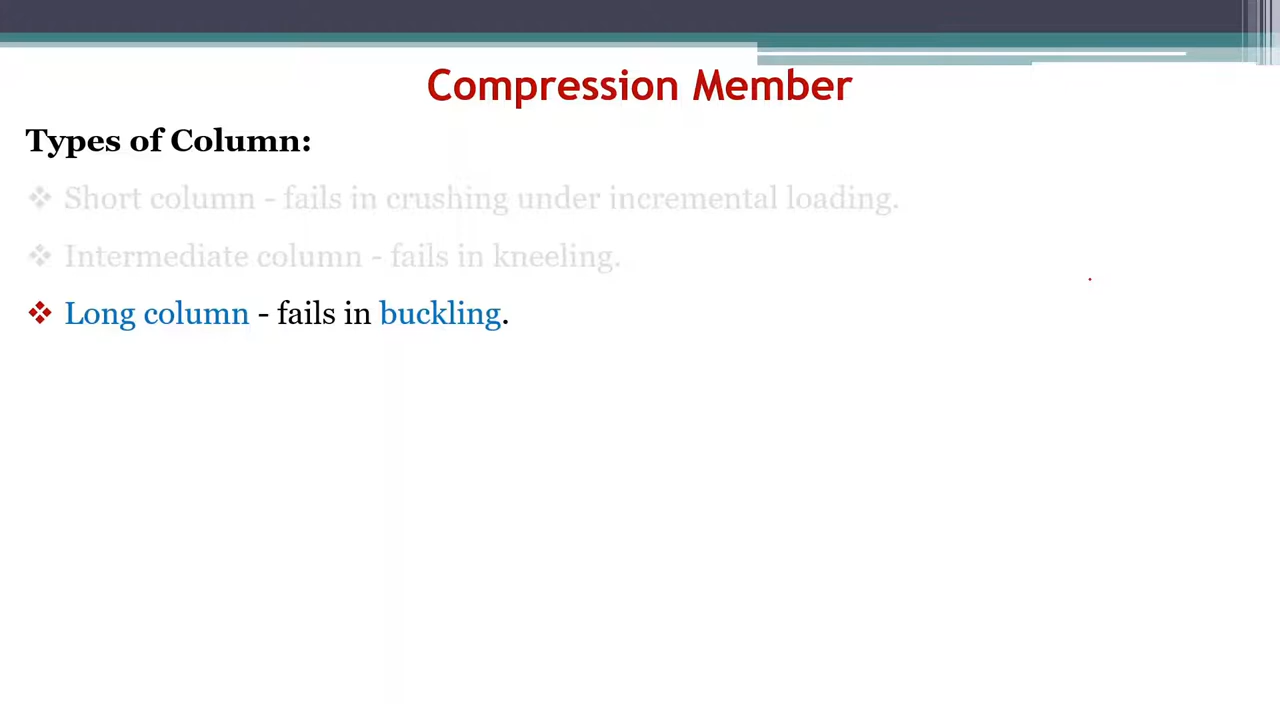 Compression Member
Types of Column:
❖ Short column - fails in crushing under incremental loading.
❖ Intermediate column - fails in kneeling.
❖ Long column - fails in buckling.